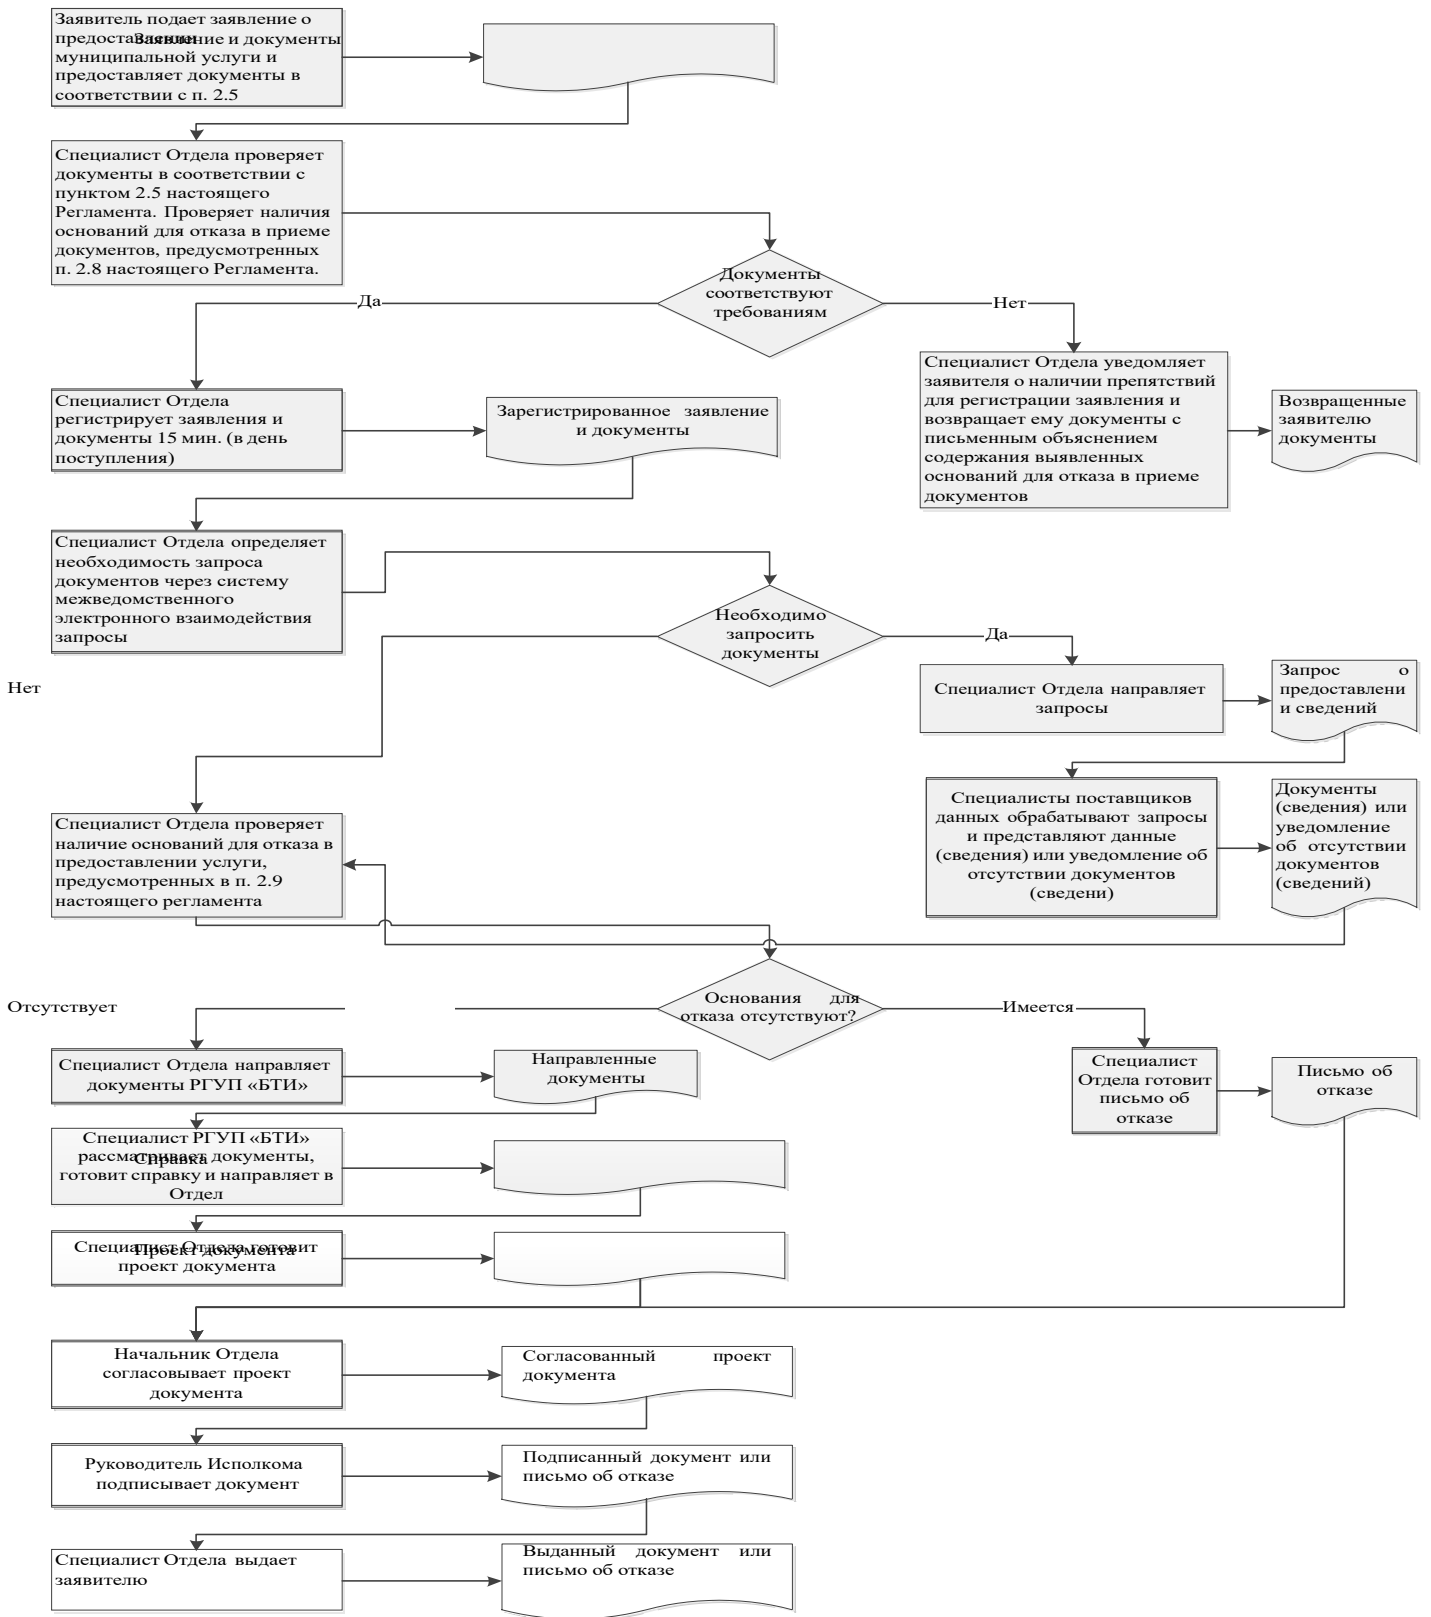 Заявитель подает заявление о
предоставлении
муниципальной услуги и
предоставляет документы в
соответствии с п. 2.5
Заявление и документы
Специалист Отдела проверяет
документы в соответствии с
пунктом 2.5 настоящего
Регламента. Проверяет наличия
оснований для отказа в приеме
документов, предусмотренных
п. 2.8 настоящего Регламента.
Документы
соответствуют
требованиям
Да
Нет
Специалист Отдела уведомляет
заявителя о наличии препятствий
для регистрации заявления и
возвращает ему документы с
письменным объяснением
содержания выявленных
оснований для отказа в приеме
документов
Возвращенные
заявителю
документы
Специалист Отдела
регистрирует заявления и
документы 15 мин. (в день
поступления)
Зарегистрированное заявление
и документы
Специалист Отдела определяет
необходимость запроса
документов через систему
межведомственного
электронного взаимодействия
запросы
Необходимо
запросить
документы
Да
Нет
Специалист Отдела направляет
запросы
Запрос о
предоставлени
и сведений
Специалисты поставщиков
данных обрабатывают запросы
и представляют данные
(сведения) или уведомление об
отсутствии документов
(сведени)
Документы
(сведения) или
уведомление
об отсутствии
документов
(сведений)
Специалист Отдела проверяет
наличие оснований для отказа в
предоставлении услуги,
предусмотренных в п. 2.9
настоящего регламента
Основания для
отказа отсутствуют?
Отсутствует
Имеется
Специалист Отдела направляет
документы РГУП «БТИ»
Направленные
документы
Специалист
Отдела готовит
письмо об
отказе
Письмо об
отказе
Специалист РГУП «БТИ»
рассматривает документы,
готовит справку и направляет в
Отдел
Справка
Специалист Отдела готовит
проект документа
Проект документа
Начальник Отдела
согласовывает проект
документа
Согласованный проект
документа
Руководитель Исполкома
подписывает документ
Подписанный документ или
письмо об отказе
Специалист Отдела выдает
заявителю
Выданный документ или
письмо об отказе